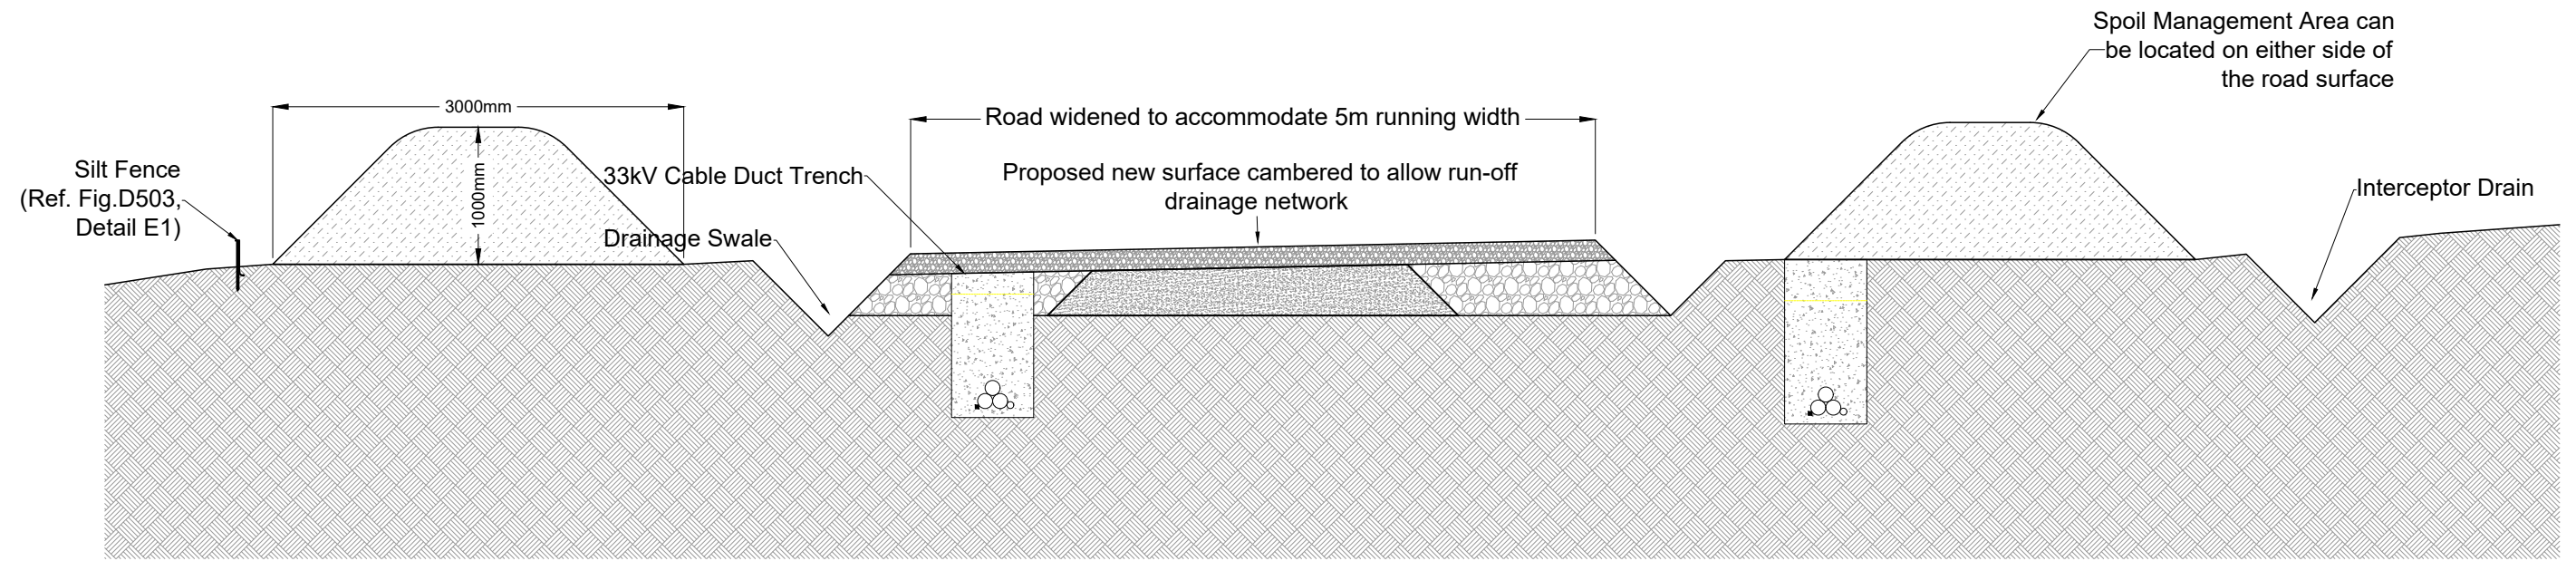 Spoil Management Area can
be located on either side of
the road surface
3000mm
Road widened to accommodate 5m running width
Silt Fence
(Ref. Fig.D503,
Detail E1)
1000mm
33kV Cable Duct Trench
Proposed new surface cambered to allow run-off
drainage network
Interceptor Drain
Drainage Swale